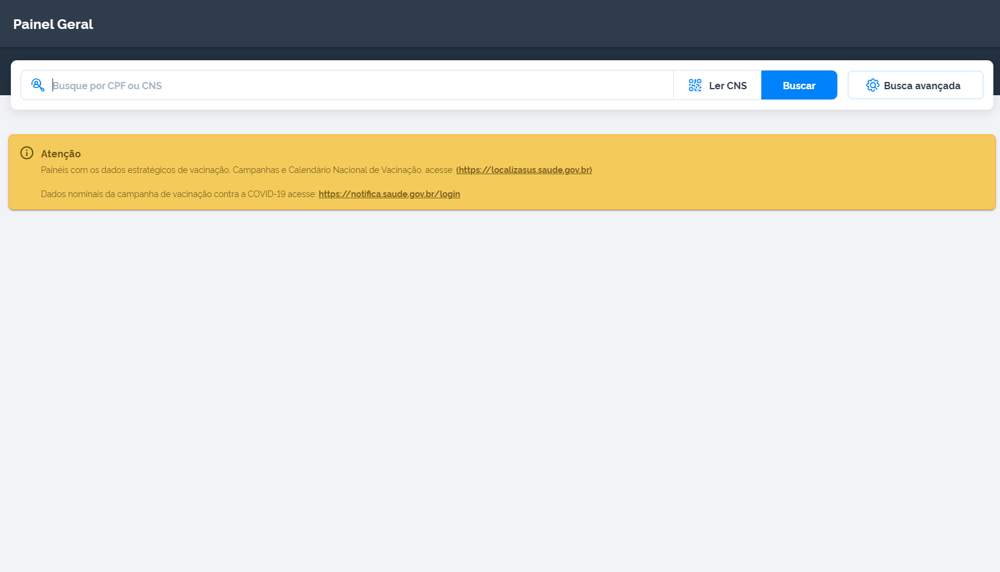 Painel Geral
Busque por CPF ou CNS
Ler CNS
Buscar
Busca avançada
Atenção
Painéis com os dados estratégicos de vacinação, Campanhas e Calendário Nacional de Vacinação, acesse: (https://localizasus.saude.gov.br)
Dados nominais da campanha de vacinação contra a COVID-19 acesse: https://notifica.saude.gov.br/login